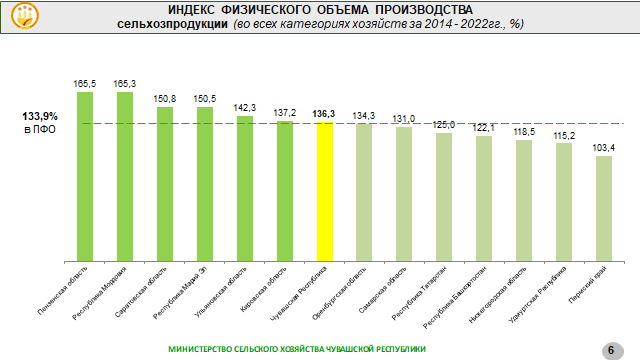 ИНДЕКС ФИЗИЧЕСКОГО ОБЪЕМА ПРОИЗВОДСТВА
сельхозпродукции (во всех категориях хозяйств за 2014 - 2022гг., %)
165,5
165,3
150,8
150,5
142,3
137,2
136,3
134,3
131,0
125,0
122,1
118,5
115,2
103,4
133,9%
в ПФО
Пензенская область
Республика Мордовия
Саратовская область
Республика Марий Эл
Ульяновская область
Кировская область
Чувашская Республика
Оренбургская область
Самарская область
Республика Татарстан
Республика Башкортостан
Нижегородская область
Удмуртская Республика
Пермский край
МИНИСТЕРСТВО СЕЛЬСКОГО ХОЗЯЙСТВА ЧУВАШСКОЙ РЕСПУБЛИКИ
6